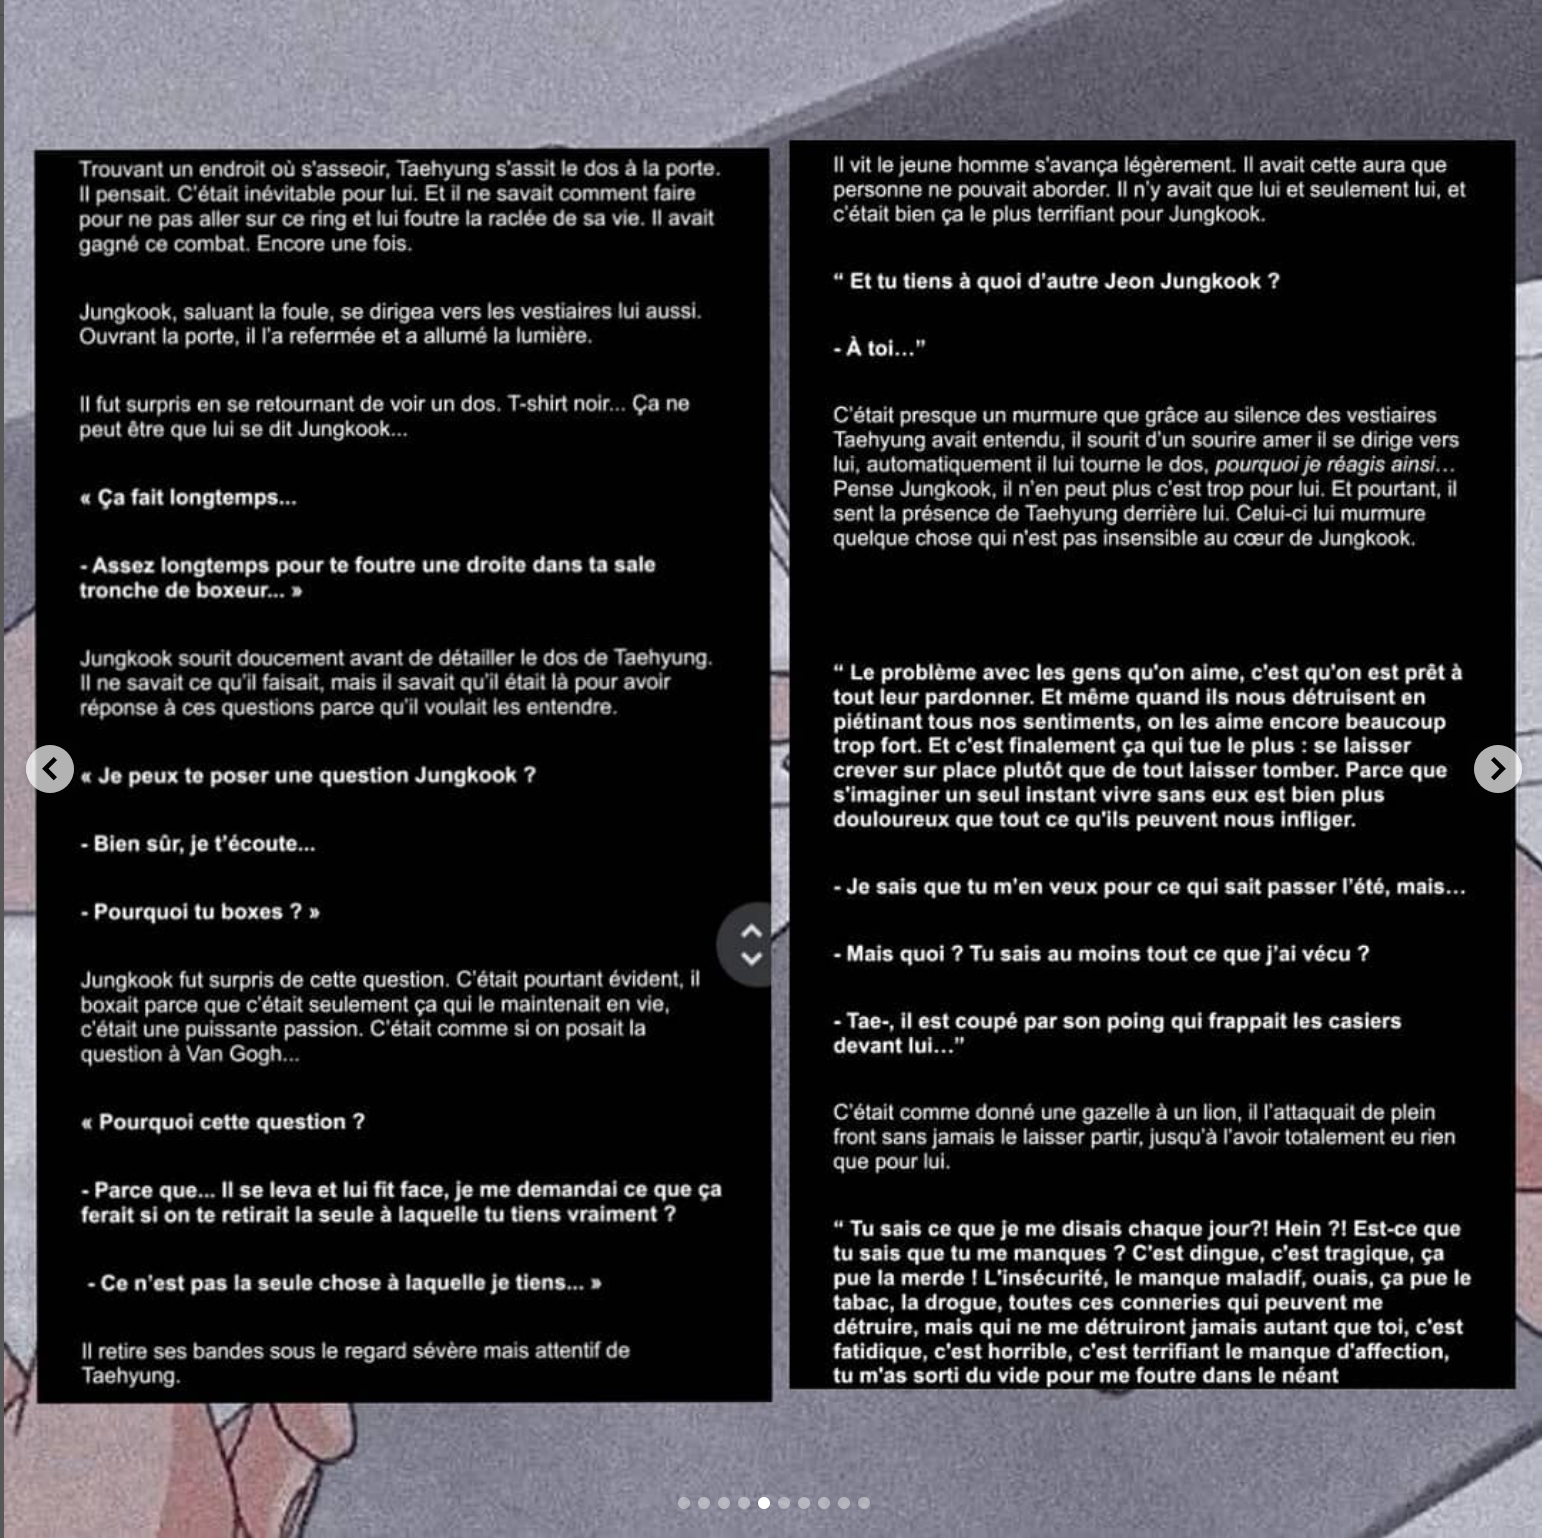 Trouvant un endroit où s'asseoir, Taehyung s'assit le dos à la porte.
Il pensait. C'était inévitable pour lui. Et il ne savait comment faire
pour ne pas aller sur ce ring et lui foutre la raclée de sa vie. Il avait
gagné ce combat. Encore une fois.
Jungkook, saluant la foule, se dirigea vers les vestiaires lui aussi.
Ouvrant la porte, il l'a refermée et a allumé la lumière.
Il fut surpris en se retournant de voir un dos. T-shirt noir... Ça ne
peut être que lui se dit Jungkook...
« Ça fait longtemps...
- Assez longtemps pour te foutre une droite dans ta sale
tronche de boxeur... »
Jungkook sourit doucement avant de détailler le dos de Taehyung.
Il ne savait ce qu'il faisait, mais il savait qu'il était là pour avoir
réponse à ces questions parce qu'il voulait les entendre.
« Je peux te poser une question Jungkook ?
- Bien sûr, je t'écoute...
- Pourquoi tu boxes ? »
Jungkook fut surpris de cette question. C'était pourtant évident, il
boxait parce que c'était seulement ça qui le maintenait en vie,
c'était une puissante passion. C'était comme si on posait la
question à Van Gogh...
« Pourquoi cette question ?
- Parce que... Il se leva et lui fit face, je me demandai ce que ça
ferait si on te retirait la seule à laquelle tu tiens vraiment ?
- Ce n'est pas la seule chose à laquelle je tiens... »
Il retire ses bandes sous le regard sévère mais attentif de
Taehyung.
Il vit le jeune homme s'avança légèrement. Il avait cette aura que
personne ne pouvait aborder. Il n'y avait que lui et seulement lui, et
c'était bien ça le plus terrifiant pour Jungkook.
“ Et tu tiens à quoi d'autre Jeon Jungkook ?
- À toi…”
C'était presque un murmure que grâce au silence des vestiaires
Taehyung avait entendu, il sourit d'un sourire amer il se dirige vers
lui, automatiquement il lui tourne le dos, pourquoi je réagis ainsi…
Pense Jungkook, il n'en peut plus c'est trop pour lui. Et pourtant, il
sent la présence de Taehyung derrière lui. Celui-ci lui murmure
quelque chose qui n'est pas insensible au cœur de Jungkook.
“ Le problème avec les gens qu'on aime, c'est qu'on est prêt à
tout leur pardonner. Et même quand ils nous détruisent en
piétinant tous nos sentiments, on les aime encore beaucoup
trop fort. Et c'est finalement ça qui tue le plus : se laisser
crever sur place plutôt que de tout laisser tomber. Parce que
s'imaginer un seul instant vivre sans eux est bien plus
douloureux que tout ce qu'ils peuvent nous infliger.
- Je sais que tu m'en veux pour ce qui sait passer l'été, mais…
- Mais quoi ? Tu sais au moins tout ce que j'ai vécu ?
- Tae-, il est coupé par son poing qui frappait les casiers
devant lui…”
C'était comme donné une gazelle à un lion, il l'attaquait de plein
front sans jamais le laisser partir, jusqu'à l'avoir totalement eu rien
que pour lui.
“ Tu sais ce que je me disais chaque jour?! Hein ?! Est-ce que
tu sais que tu me manques ? C'est dingue, c'est tragique, ça
pue la merde ! L'insécurité, le manque maladif, ouais, ça pue le
tabac, la drogue, toutes ces conneries qui peuvent me
détruire, mais qui ne me détruiront jamais autant que toi, c'est
fatidique, c'est horrible, c'est terrifiant le manque d'affection,
tu m'as sorti du vide pour me foutre dans le néant